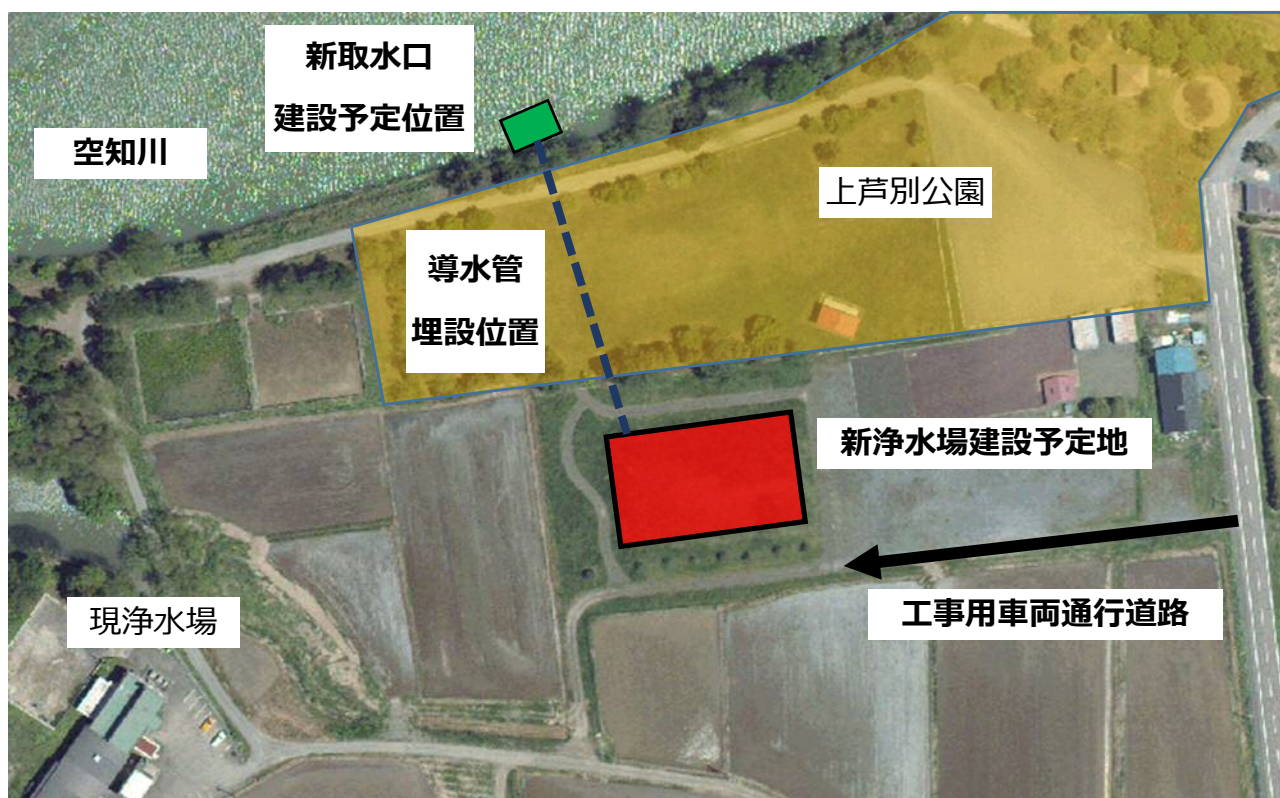 新取水口
建設予定位置
空知川
上芦別公園
導水管
埋設位置
新浄水場建設予定地
工事用車両通行道路
現浄水場